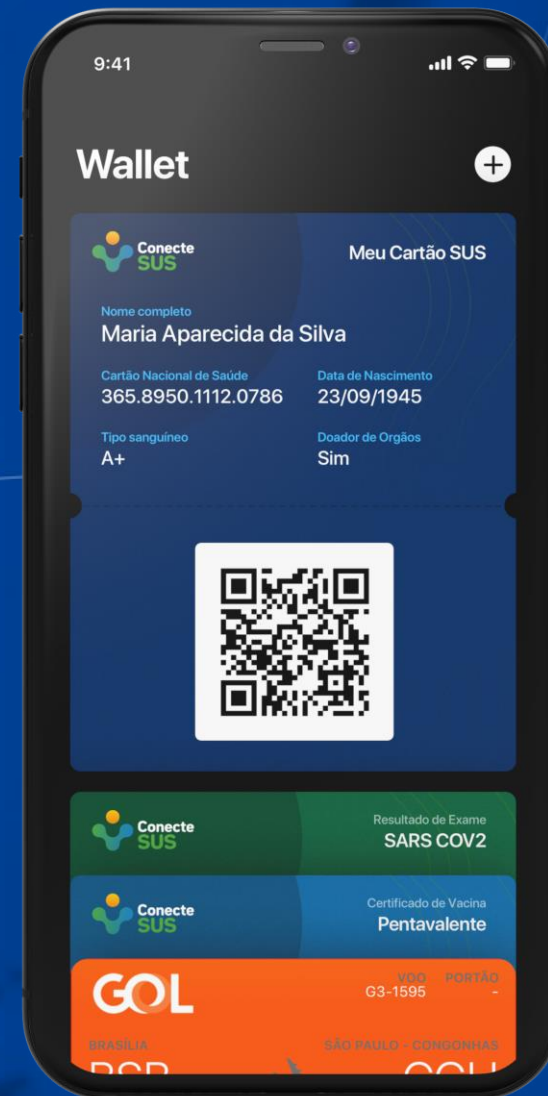 9:41
Wallet
Conecte
SUS
Meu Cartão SUS
Nome completo
Maria Aparecida da Silva
Cartão Nacional de Saúde
Data de Nascimento
365.8950.1112.0786
23/09/1945
Tipo sanguíneo
Doador de Orgãos
A+
Sim
Conecte
SUS
Resultado de Exame
SARS COV2
Conecte
SUS
Certificado de Vacina
Pentavalente
GOL
VOO PORTÃO
G3-1595 -
BRASÍLIA
SÃO PAULO - CONGONHAS